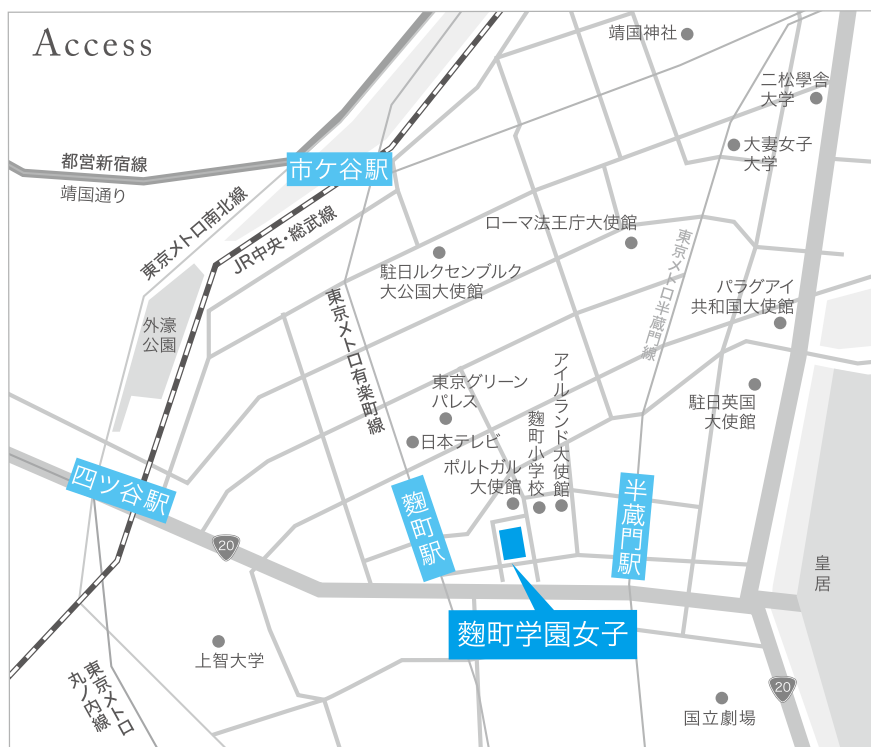 Access
靖国神社
二松學舎
大学
大妻女子
大学
都営新宿線
靖国通り
市ケ谷駅
東京メトロ南北線
JR中央・総武線
ローマ法王庁大使館
東京メトロ半蔵門線
駐日ルクセンブルク
大公国大使館
パラグアイ
共和国大使館
外濠
公園
東京メトロ有楽町線
東京グリーン
パレス
アイルランド大使館
麴町小学校
駐日英国
大使館
日本テレビ
ポルトガル
大使館
四ツ谷駅
麴町駅
半蔵門駅
20
皇居
麴町学園女子
上智大学
東京メトロ
丸ノ内線
20
国立劇場